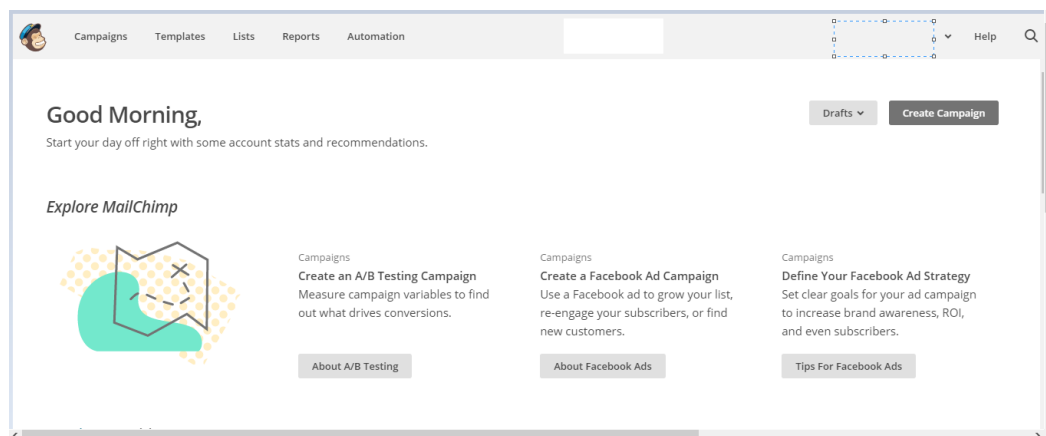 Campaigns Templates Lists Reports Automation Help
Good Morning,
Drafts Create Campaign
Start your day off right with some account stats and recommendations.
Explore MailChimp
Campaigns
Create an A/B Testing Campaign
Measure campaign variables to find
out what drives conversions.
About A/B Testing
Campaigns
Create a Facebook Ad Campaign
Use a Facebook ad to grow your list,
re-engage your subscribers, or find
new customers.
About Facebook Ads
Campaigns
Define Your Facebook Ad Strategy
Set clear goals for your ad campaign
to increase brand awareness, ROI,
and even subscribers.
Tips For Facebook Ads